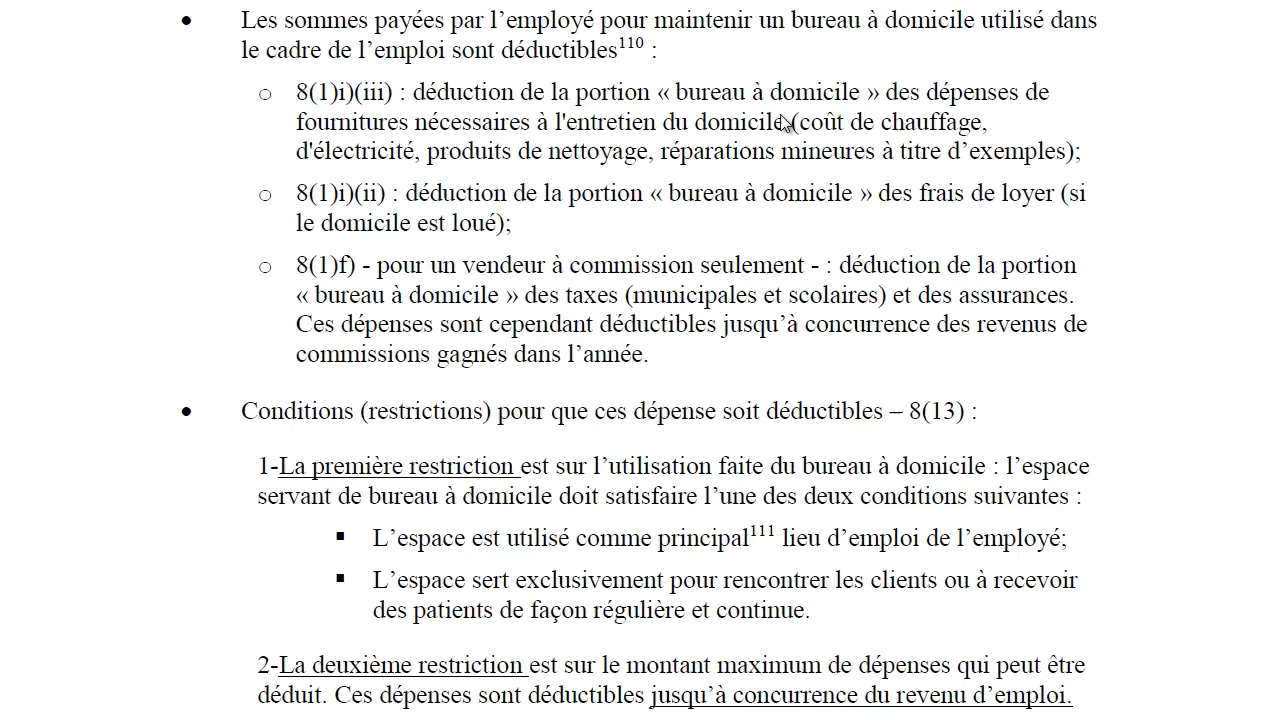 • Les sommes payées par l’employé pour maintenir un bureau à domicile utilisé dans
le cadre de l’emploi sont déductibles110 :
o 8(1)i)(iii) : déduction de la portion « bureau à domicile » des dépenses de
fournitures nécessaires à l'entretien du domicile (coût de chauffage,
d'électricité, produits de nettoyage, réparations mineures à titre d’exemples);
o 8(1)i)(ii) : déduction de la portion « bureau à domicile » des frais de loyer (si
le domicile est loué);
o 8(1)f) - pour un vendeur à commission seulement - : déduction de la portion
« bureau à domicile » des taxes (municipales et scolaires) et des assurances.
Ces dépenses sont cependant déductibles jusqu’à concurrence des revenus de
commissions gagnés dans l’année.
• Conditions (restrictions) pour que ces dépense soit déductibles – 8(13) :
1-La première restriction est sur l’utilisation faite du bureau à domicile : l’espace
servant de bureau à domicile doit satisfaire l’une des deux conditions suivantes :
▪ L’espace est utilisé comme principal111 lieu d’emploi de l’employé;
▪ L’espace sert exclusivement pour rencontrer les clients ou à recevoir
des patients de façon régulière et continue.
2-La deuxième restriction est sur le montant maximum de dépenses qui peut être
déduit. Ces dépenses sont déductibles jusqu’à concurrence du revenu d’emploi.